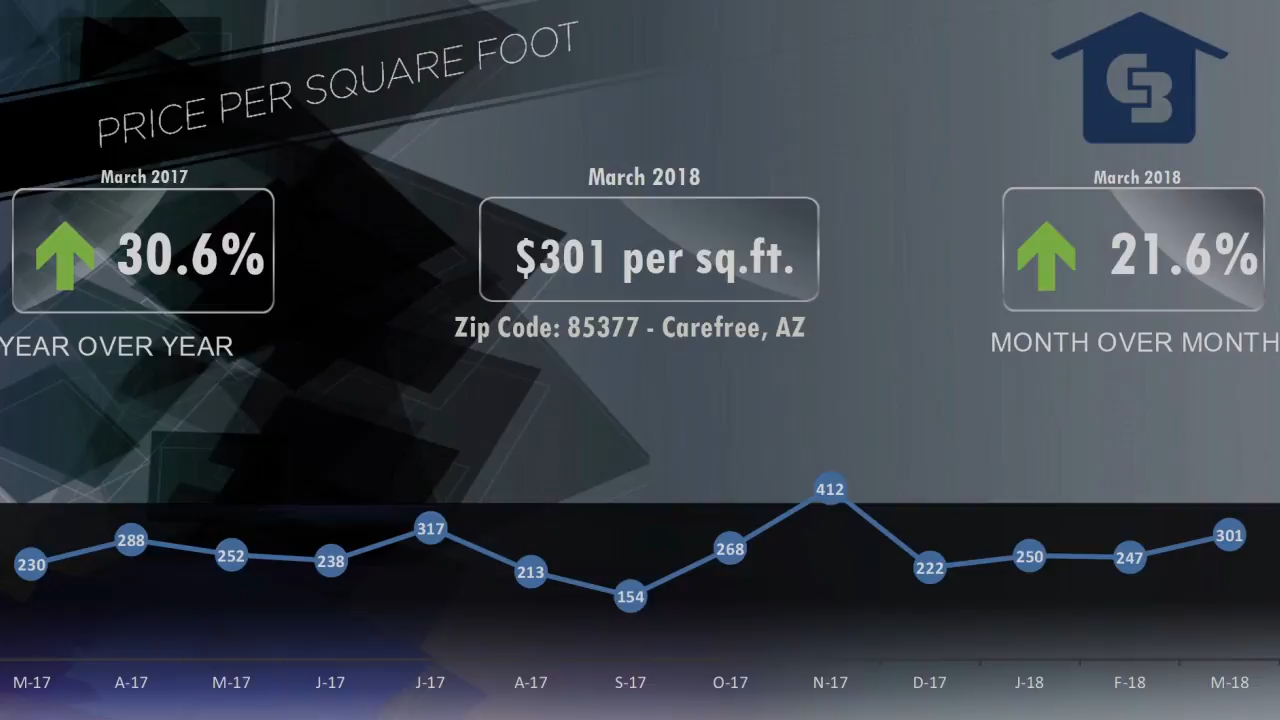 PRICE PER SQUARE FOOT
CB
March 2017
March 2018
March 2018
30.6%
$301 per sq.ft.
21.6%
Zip Code: 85377 - Carefree, AZ
YEAR OVER YEAR
MONTH OVER MONTH
412
317
288
301
268
252
250
247
230
238
222
213
154
M-17 A-17 M-17 J-17 J-17 A-17 S-17 O-17 N-17 D-17 J-18 F-18 M-18